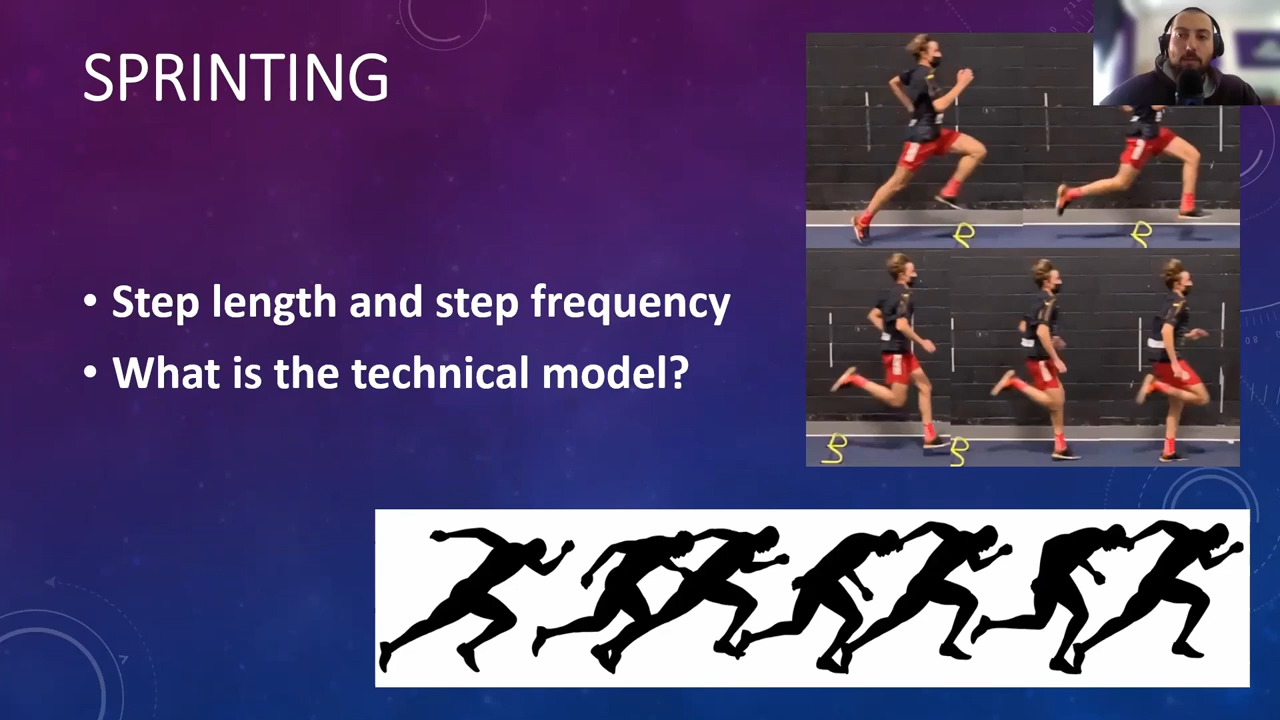 SPRINTING
• Step length and step frequency
• What is the technical model?